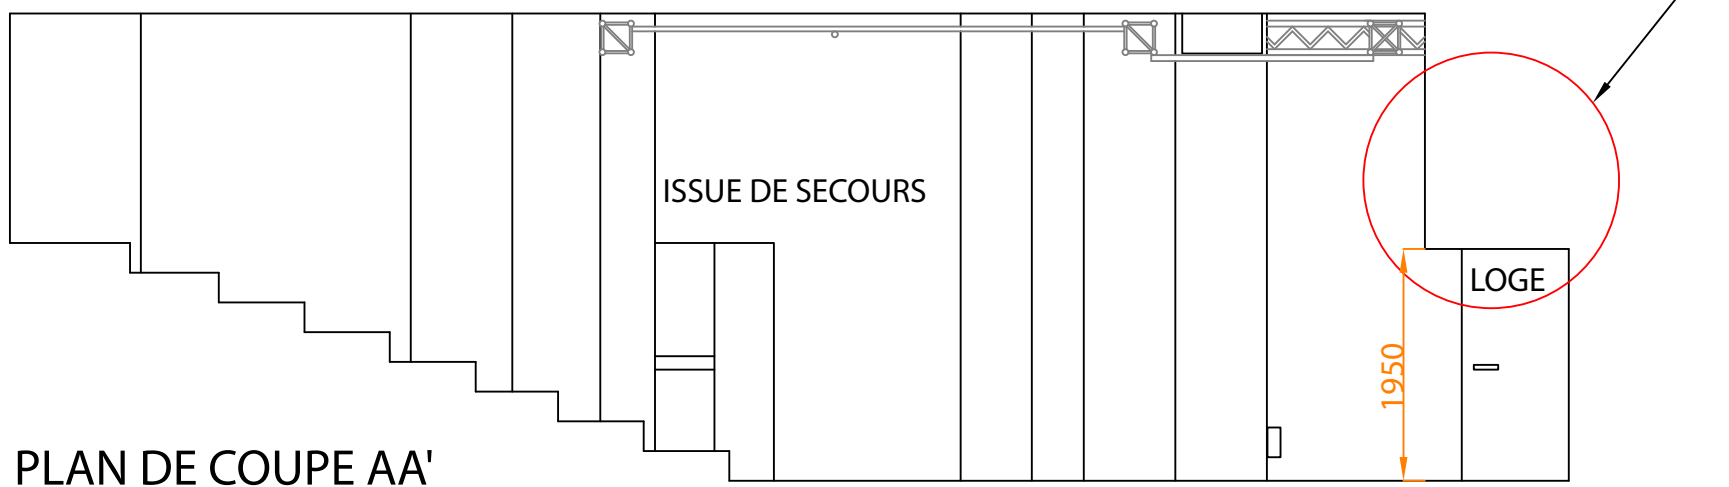 ISSUE DE SECOURS
LOGE
1950
PLAN DE COUPE AA'